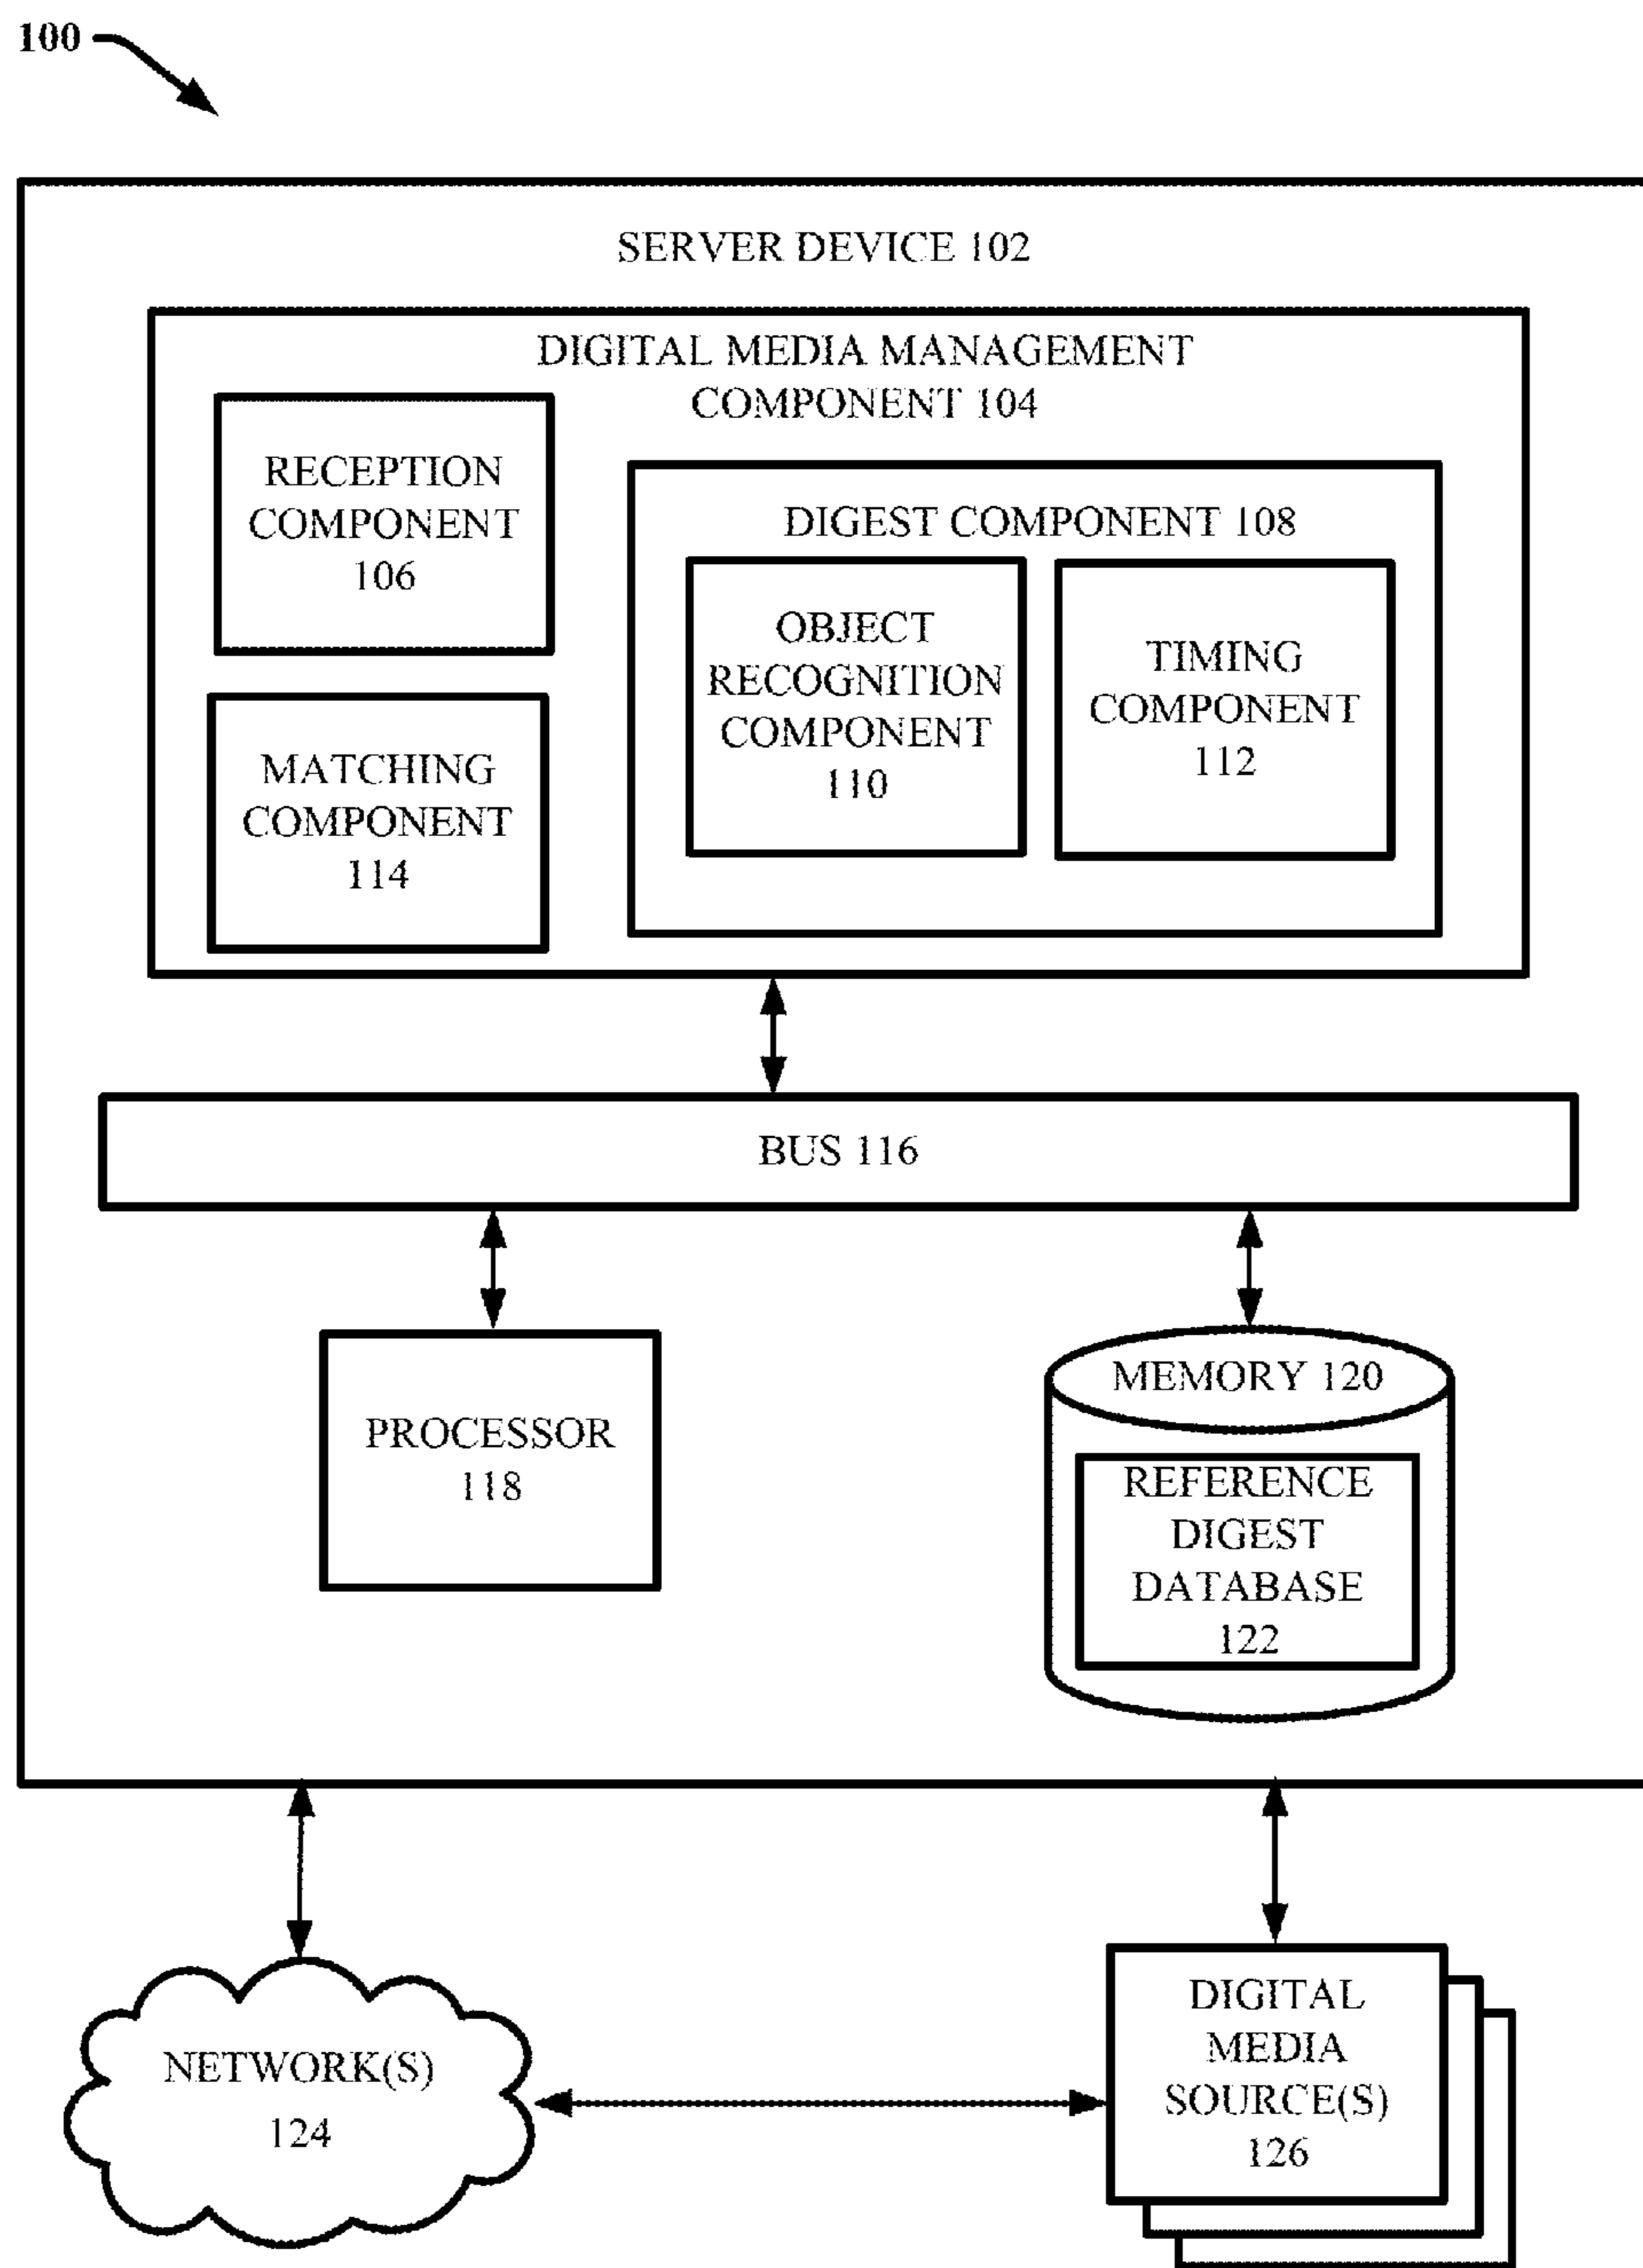 100
SERVER DEVICE 102
DIGITAL MEDIA MANAGEMENT
COMPONENT 104
RECEPTION
COMPONENT
106
DIGEST COMPONENT 108
OBJECT
RECOGNITION
COMPONENT
110
TIMING
COMPONENT
112
MATCHING
COMPONENT
114
BUS 116
PROCESSOR
118
MEMORY 120
REFERENCE
DIGEST
DATABASE
122
NETWORK(S)
124
DIGITAL
MEDIA
SOURCE(S)
126